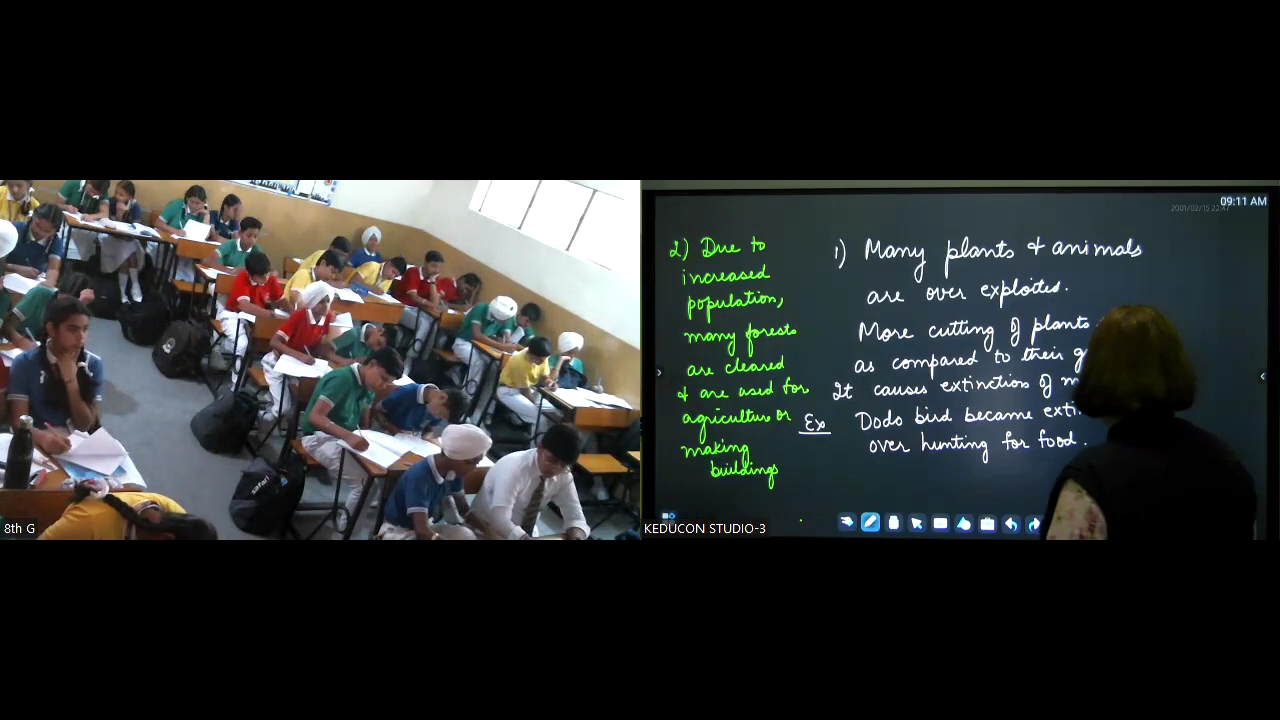 09:11 AM
1) Many plants & animals
are over exploites.
More cutting of plants
as compared to their
It causes extinction of
Ex Dodo bird became
over hunting for food.
2) Due to
increased
population,
many forests
are cleared
& are used for
agriculture or
making
buildings
safari
8th G
KEDUCON STUDIO-3